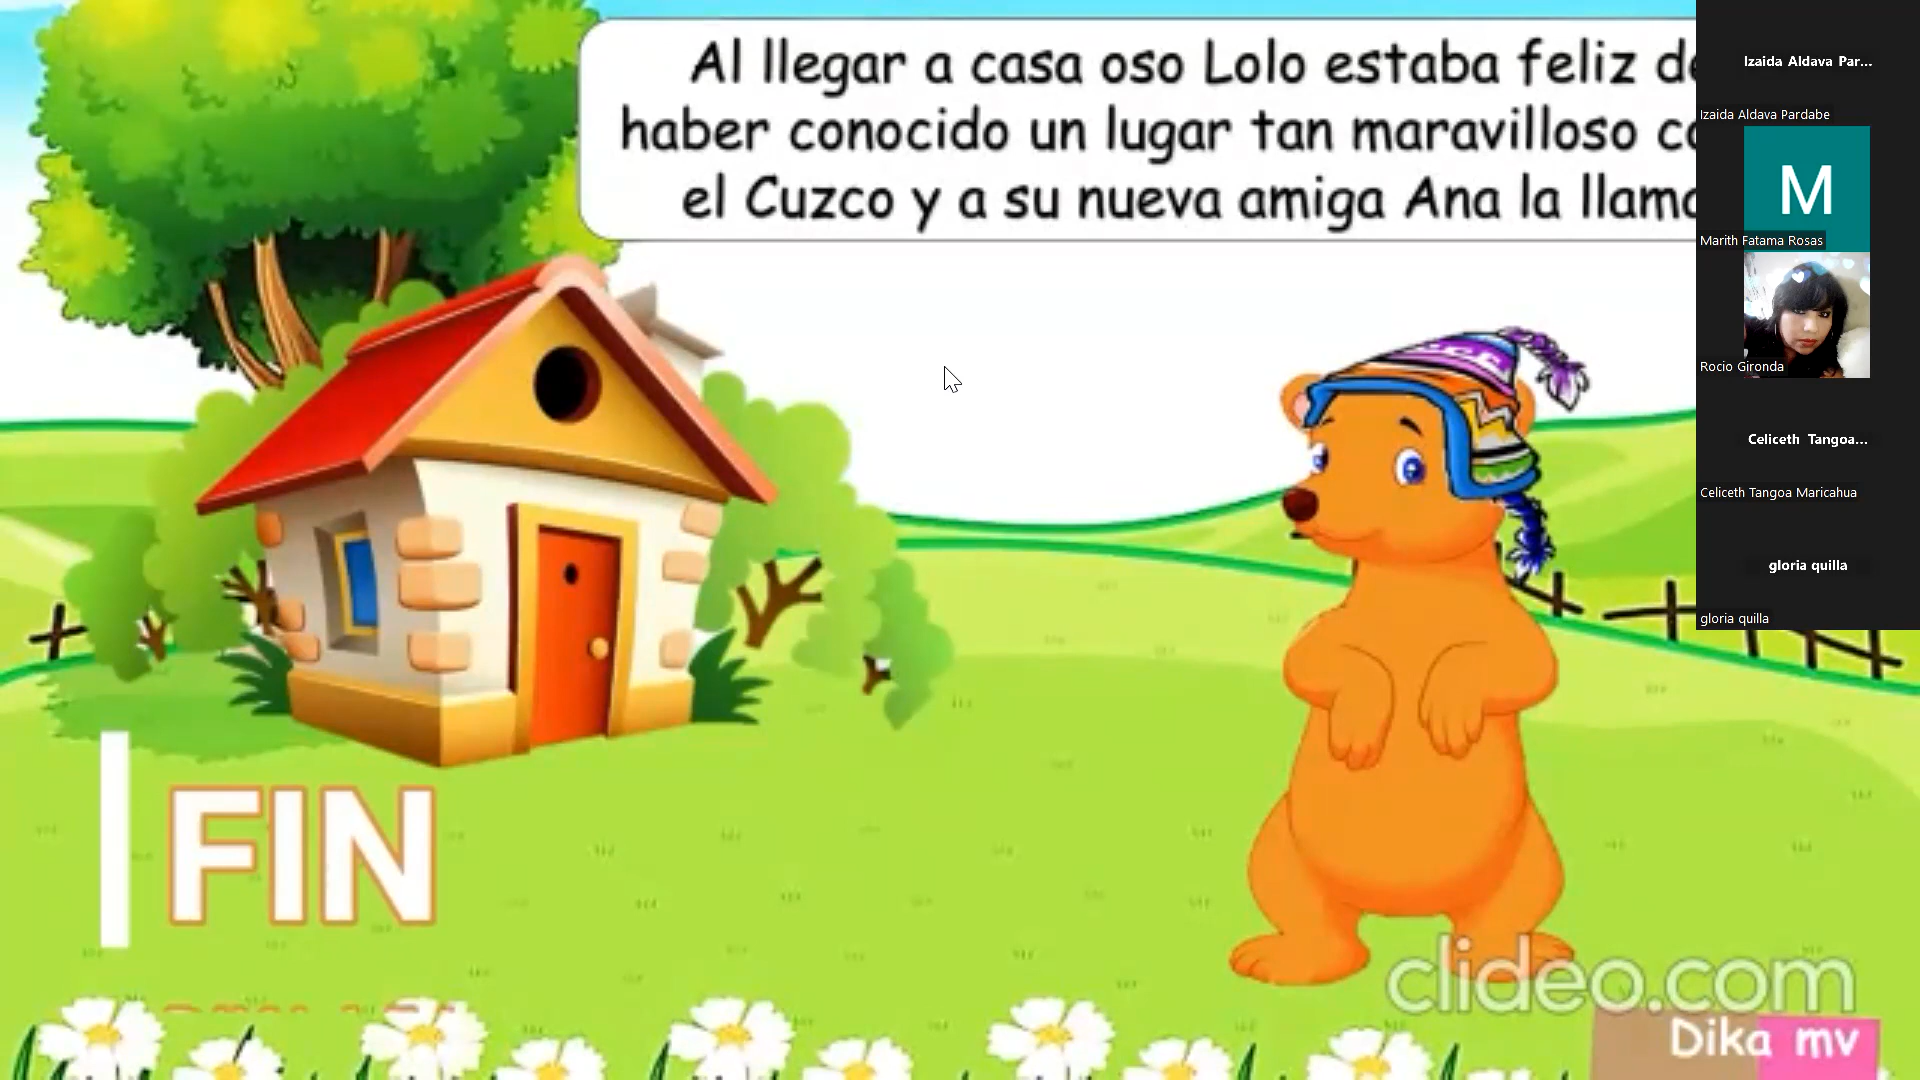 Al llegar a casa oso Lolo estaba feliz de
haber conocido un lugar tan maravilloso co
el Cuzco y a su nueva amiga Ana la llama
FIN
clideo.com
Dika mv
Izaida Aldava Par...
Izaida Aldava Pardabe
M
Marith Fatama Rosas
Rocio Gironda
Celiceth Tangoa...
Celiceth Tangoa Maricahua
gloria quilla
gloria quilla